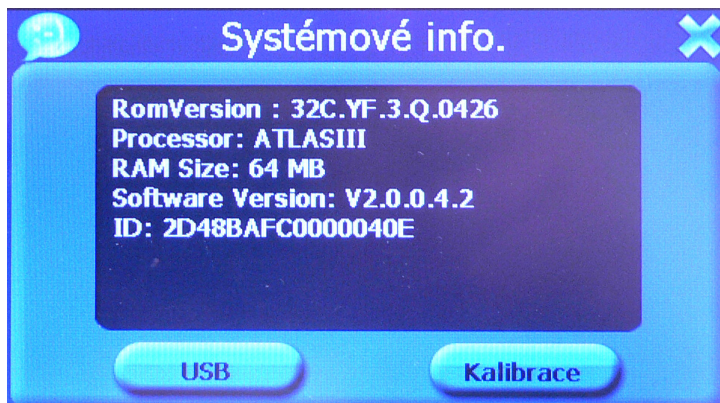 Systémové info.
RomVersion : 32C.YF.3.Q.0426
Processor: ATLASIII
RAM Size: 64 MB
Software Version: V2.0.0.4.2
ID: 2D48BAFC0000040E
USB
Kalibrace